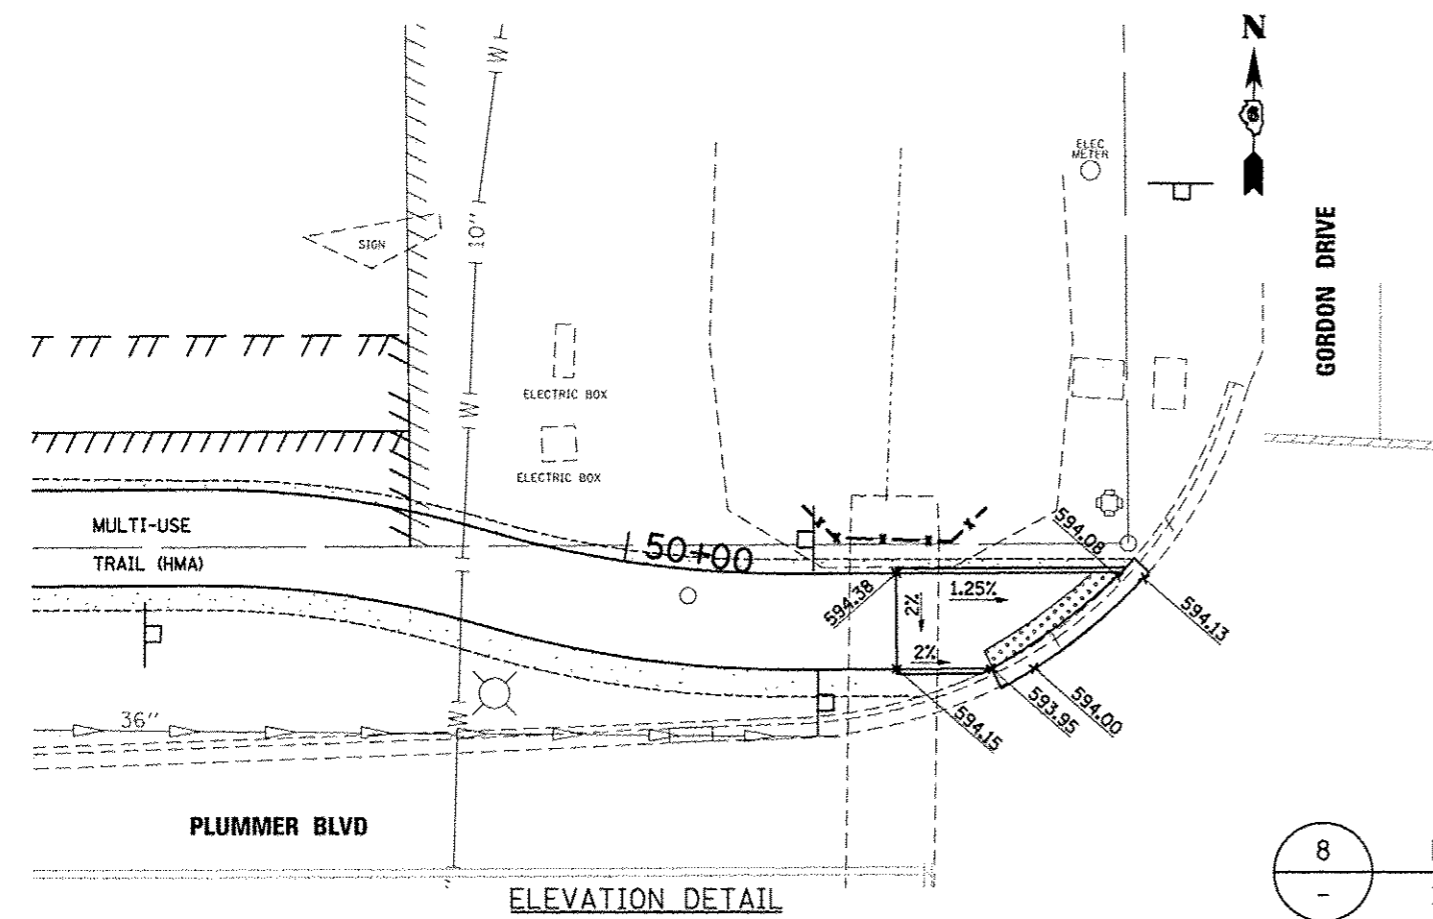 N
ELEC
METER
GORDON DRIVE
W
10"
SIGN
W
ELECTRIC BOX
ELECTRIC BOX
MULTI-USE
TRAIL (HMA)
50+00
594.08
594.38
1.25%
2%
2%
594.13
594.00
593.95
594.15
36"
W
PLUMMER BLVD
ELEVATION DETAIL
8
-